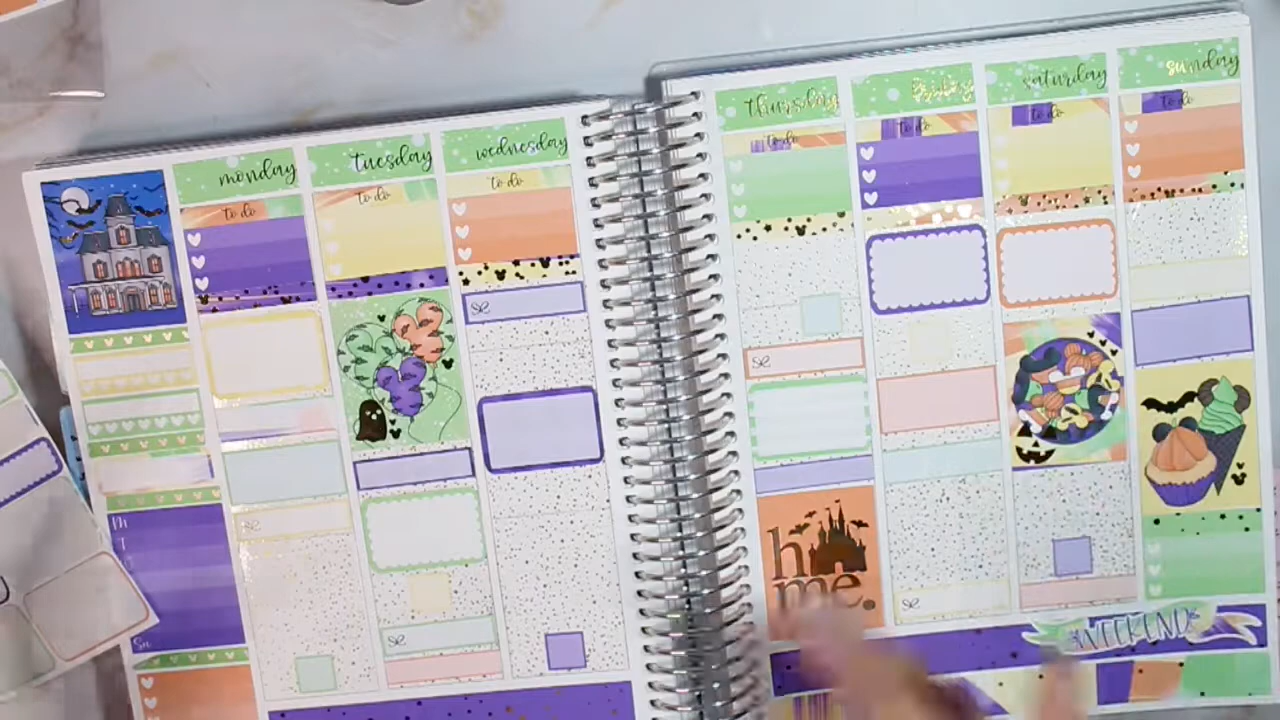 monday
tuesday
wednesday
thursday
friday
saturday
sunday
to do
to do
to do
to do
to do
to do
to do
M
T
Su
home.
WEEKEND